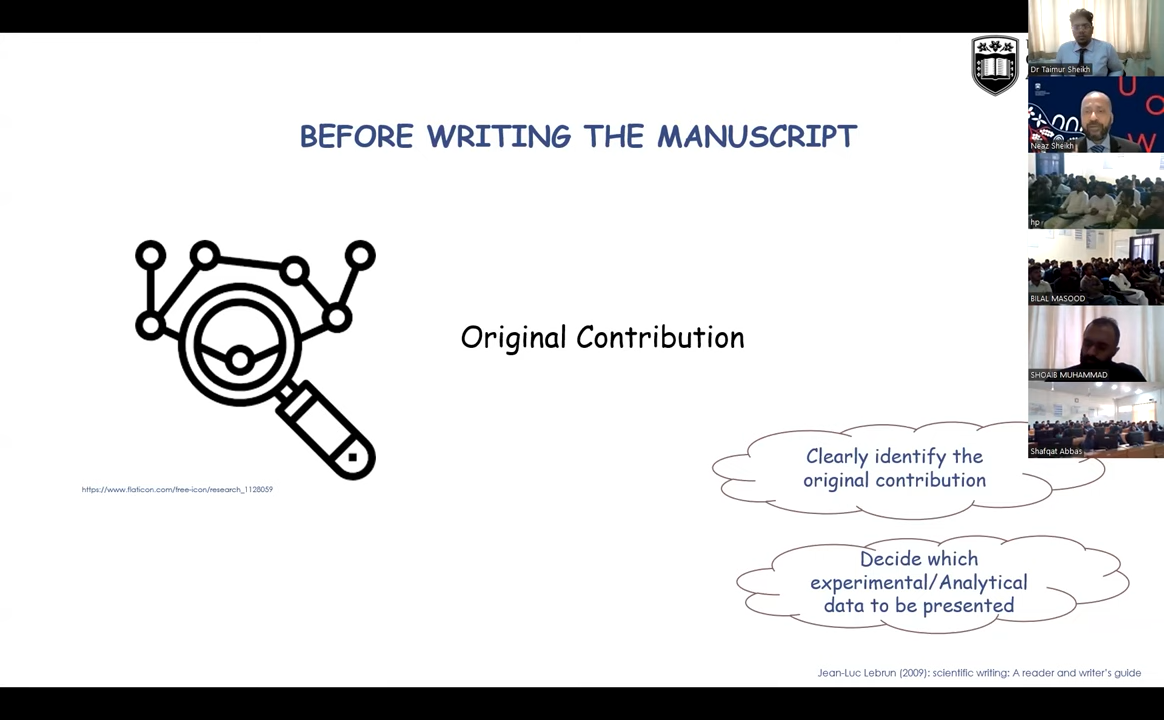 BEFORE WRITING THE MANUSCRIPT
Original Contribution
https://www.flaticon.com/free-icon/research_1128059
Clearly identify the
original contribution
Decide which
experimental/Analytical
data to be presented
Jean-Luc Lebrun (2009): scientific writing: A reader and writer's guide
Dr Taimur Sheikh
Neaz Sheikh
hp
BILAL MASOOD
SHOAIB MUHAMMAD
Shafqat Abbas
U
O
W